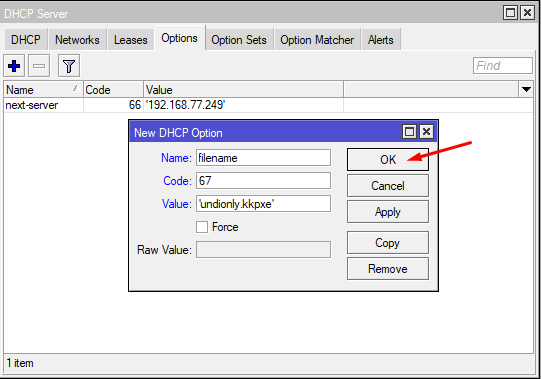 DHCP Server
DHCP Networks Leases Options Option Sets Option Matcher Alerts
Find
Name Code Value
next-server 66 '192.168.77.249'
New DHCP Option
Name: filename OK
Code: 67 Cancel
Value: 'undionly.kkpxe' Apply
Force
Copy
Raw Value:
Remove
1 item